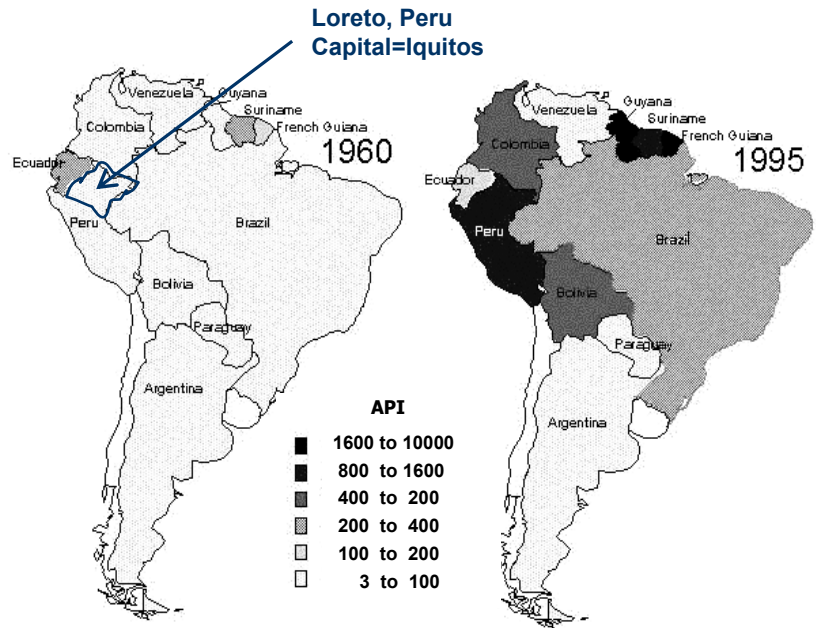 Loreto, Peru
Capital=Iquitos
Venezuela
Guyana
Suriname
French Guiana
Colombia
Ecuador
1960
Peru
Brazil
Bolivia
Paraguay
Argentina
Venezuela
Guyana
Suriname
French Guiana
Colombia
1995
Ecuador
Peru
Brazil
Bolivia
Paraguay
Argentina
API
1600 to 10000
800 to 1600
400 to 200
200 to 400
100 to 200
3 to 100